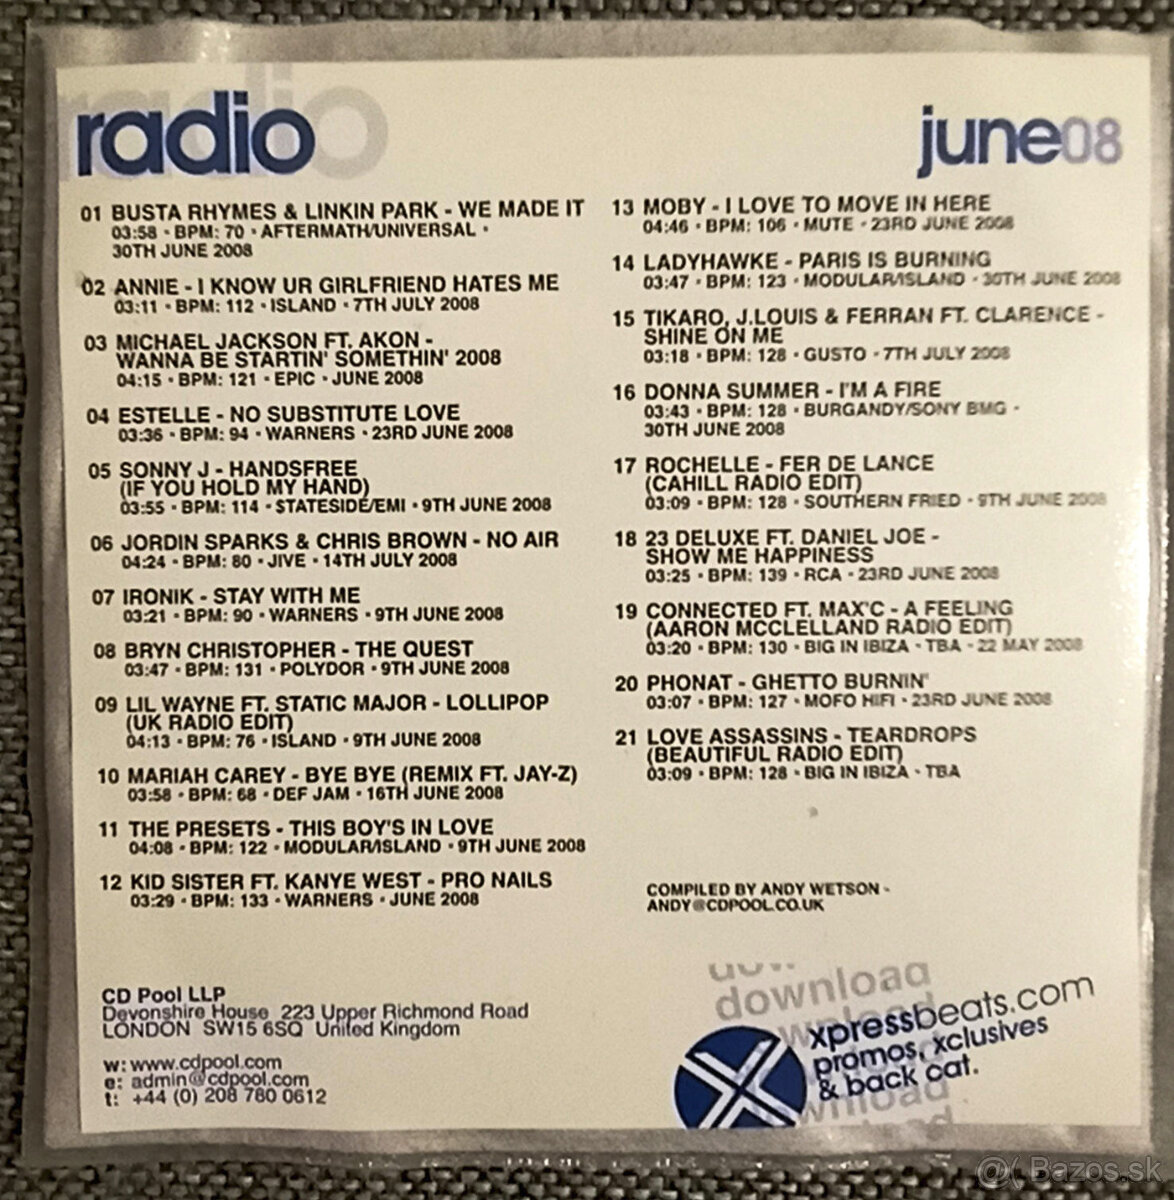 radio
june08
01 BUSTA RHYMES & LINKIN PARK - WE MADE IT
03:58 · BPM: 70 · AFTERMATH/UNIVERSAL ·
30TH JUNE 2008
02 ANNIE - I KNOW UR GIRLFRIEND HATES ME
03:11 · BPM: 112 · ISLAND · 7TH JULY 2008
03 MICHAEL JACKSON FT. AKON -
WANNA BE STARTIN' SOMETHIN' 2008
04:15 · BPM: 121 · EPIC · JUNE 2008
04 ESTELLE - NO SUBSTITUTE LOVE
03:36 · BPM: 94 · WARNERS · 23RD JUNE 2008
05 SONNY J - HANDSFREE
(IF YOU HOLD MY HAND)
03:55 · BPM: 114 · STATESIDE/EMI · 9TH JUNE 2008
06 JORDIN SPARKS & CHRIS BROWN - NO AIR
04:24 · BPM: 80 · JIVE · 14TH JULY 2008
07 IRONIK - STAY WITH ME
03:21 · BPM: 90 · WARNERS · 9TH JUNE 2008
08 BRYN CHRISTOPHER - THE QUEST
03:47 · BPM: 131 · POLYDOR · 9TH JUNE 2008
09 LIL WAYNE FT. STATIC MAJOR - LOLLIPOP
(UK RADIO EDIT)
04:13 · BPM: 76 · ISLAND · 9TH JUNE 2008
10 MARIAH CAREY - BYE BYE (REMIX FT. JAY-Z)
03:58 · BPM: 68 · DEF JAM · 16TH JUNE 2008
11 THE PRESETS - THIS BOY'S IN LOVE
04:08 · BPM: 122 · MODULAR/ISLAND · 9TH JUNE 2008
12 KID SISTER FT. KANYE WEST - PRO NAILS
03:29 · BPM: 133 · WARNERS · JUNE 2008
13 MOBY - I LOVE TO MOVE IN HERE
04:46 · BPM: 106 · MUTE · 23RD JUNE 2008
14 LADYHAWKE - PARIS IS BURNING
03:47 · BPM: 123 · MODULAR/ISLAND · 30TH JUNE 2008
15 TIKARO, J.LOUIS & FERRAN FT. CLARENCE -
SHINE ON ME
03:18 · BPM: 128 · GUSTO · 7TH JULY 2008
16 DONNA SUMMER - I'M A FIRE
03:43 · BPM: 128 · BURGANDY/SONY BMG ·
30TH JUNE 2008
17 ROCHELLE - FER DE LANCE
(CAHILL RADIO EDIT)
03:09 · BPM: 128 · SOUTHERN FRIED · 9TH JUNE 2008
18 23 DELUXE FT. DANIEL JOE -
SHOW ME HAPPINESS
03:25 · BPM: 139 · RCA · 23RD JUNE 2008
19 CONNECTED FT. MAX'C - A FEELING
(AARON MCCLELLAND RADIO EDIT)
03:20 · BPM: 130 · BIG IN IBIZA · TBA · 22 MAY 2008
20 PHONAT - GHETTO BURNIN'
03:07 · BPM: 127 · MOFO HIFI · 23RD JUNE 2008
21 LOVE ASSASSINS - TEARDROPS
(BEAUTIFUL RADIO EDIT)
03:09 · BPM: 128 · BIG IN IBIZA · TBA
COMPILED BY ANDY WETSON -
ANDY@CDPOOL.CO.UK
CD Pool LLP
Devonshire House 223 Upper Richmond Road
LONDON SW15 6SQ United Kingdom
w: www.cdpool.com
e: admin@cdpool.com
t: +44 (0) 208 780 0612
download
xpressbeats.com
promos, xclusives
& back cat.
download
@( Bazos.sk